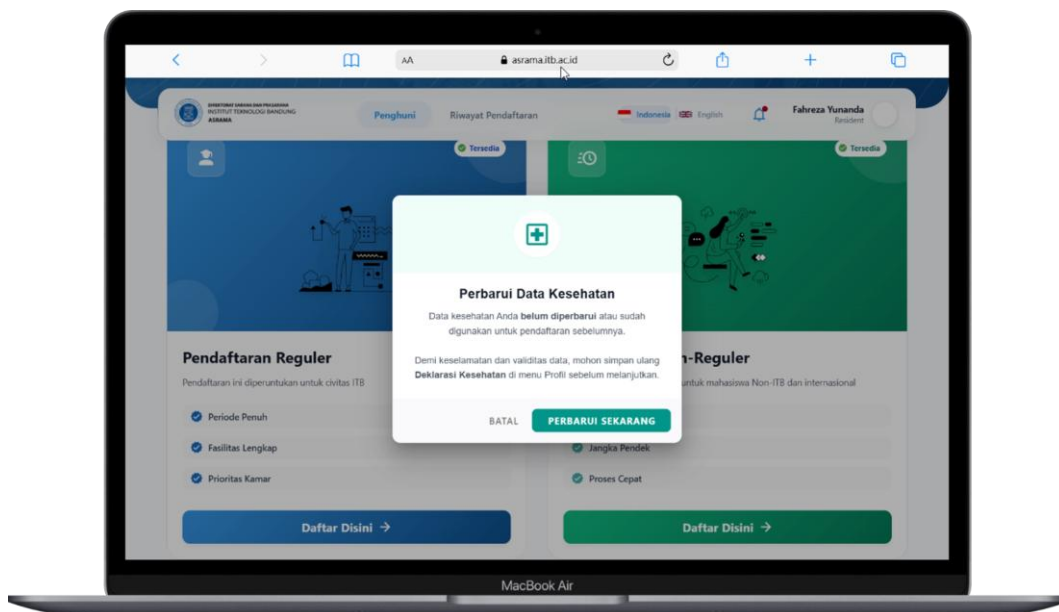 AA
asrama.itb.ac.id
DIREKTORAT SARANA DAN PRASARANA
INSTITUT TEKNOLOGI BANDUNG
ASRAMA
Penghuni
Riwayat Pendaftaran
Indonesia
English
Fahreza Yunanda
Resident
Tersedia
Tersedia
Perbarui Data Kesehatan
Data kesehatan Anda belum diperbarui atau sudah
digunakan untuk pendaftaran sebelumnya.
Demi keselamatan dan validitas data, mohon simpan ulang
Deklarasi Kesehatan di menu Profil sebelum melanjutkan.
BATAL
PERBARUI SEKARANG
Pendaftaran Reguler
Pendaftaran ini diperuntukan untuk civitas ITB
Periode Penuh
Fasilitas Lengkap
Prioritas Kamar
Daftar Disini →
n-Reguler
untuk mahasiswa Non-ITB dan internasional
Jangka Pendek
Proses Cepat
Daftar Disini →
MacBook Air